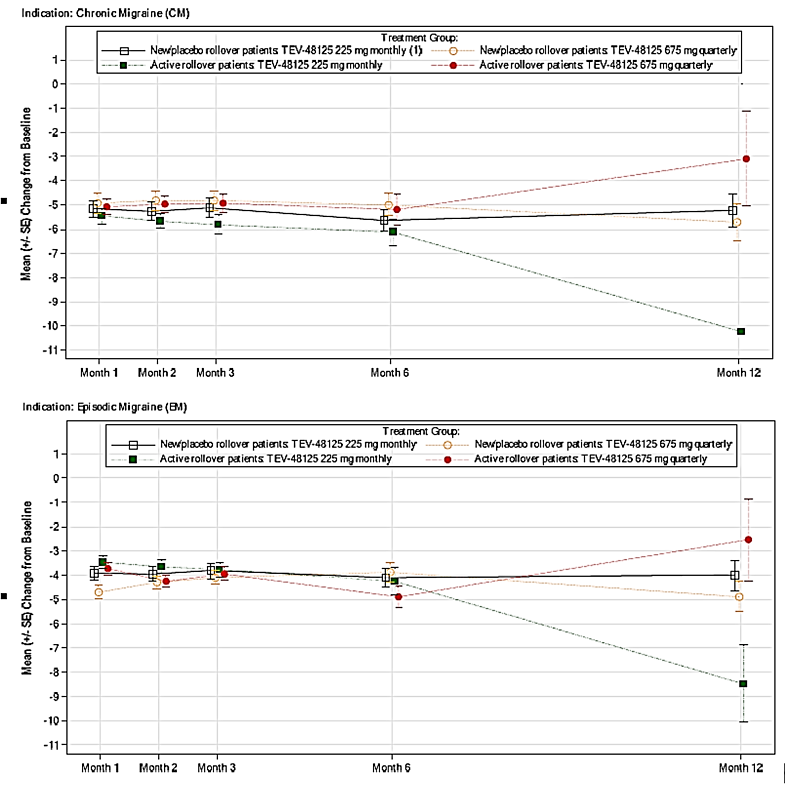 Indication: Chronic Migraine (CM)
Treatment Group:
New/placebo rollover patients: TEV-48125 225 mg monthly (1) New/placebo rollover patients: TEV-48125 675 mg quarterly
Active rollover patients: TEV-48125 225 mg monthly Active rollover patients: TEV-48125 675 mg quarterly
Mean (+/- SE) Change from Baseline
1
0
-1
-2
-3
-4
-5
-6
-7
-8
-9
-10
-11
Month 1 Month 2 Month 3 Month 6 Month 12
Indication: Episodic Migraine (EM)
Treatment Group:
New/placebo rollover patients: TEV-48125 225 mg monthly New/placebo rollover patients: TEV-48125 675 mg quarterly
Active rollover patients: TEV-48125 225 mg monthly Active rollover patients: TEV-48125 675 mg quarterly
Mean (+/- SE) Change from Baseline
1
0
-1
-2
-3
-4
-5
-6
-7
-8
-9
-10
-11
Month 1 Month 2 Month 3 Month 6 Month 12